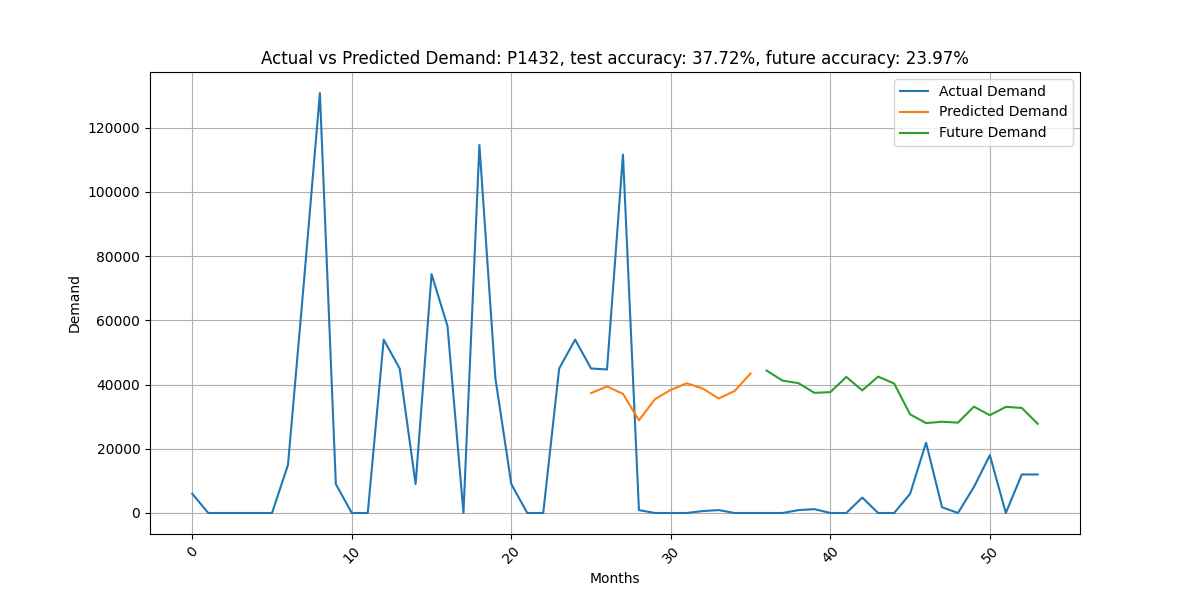 Actual vs Predicted Demand: P1432, test accuracy: 37.72%, future accuracy: 23.97%
Actual Demand
Predicted Demand
Future Demand
120000
100000
80000
60000
40000
20000
0
Demand
0 10 20 30 40 50
Months